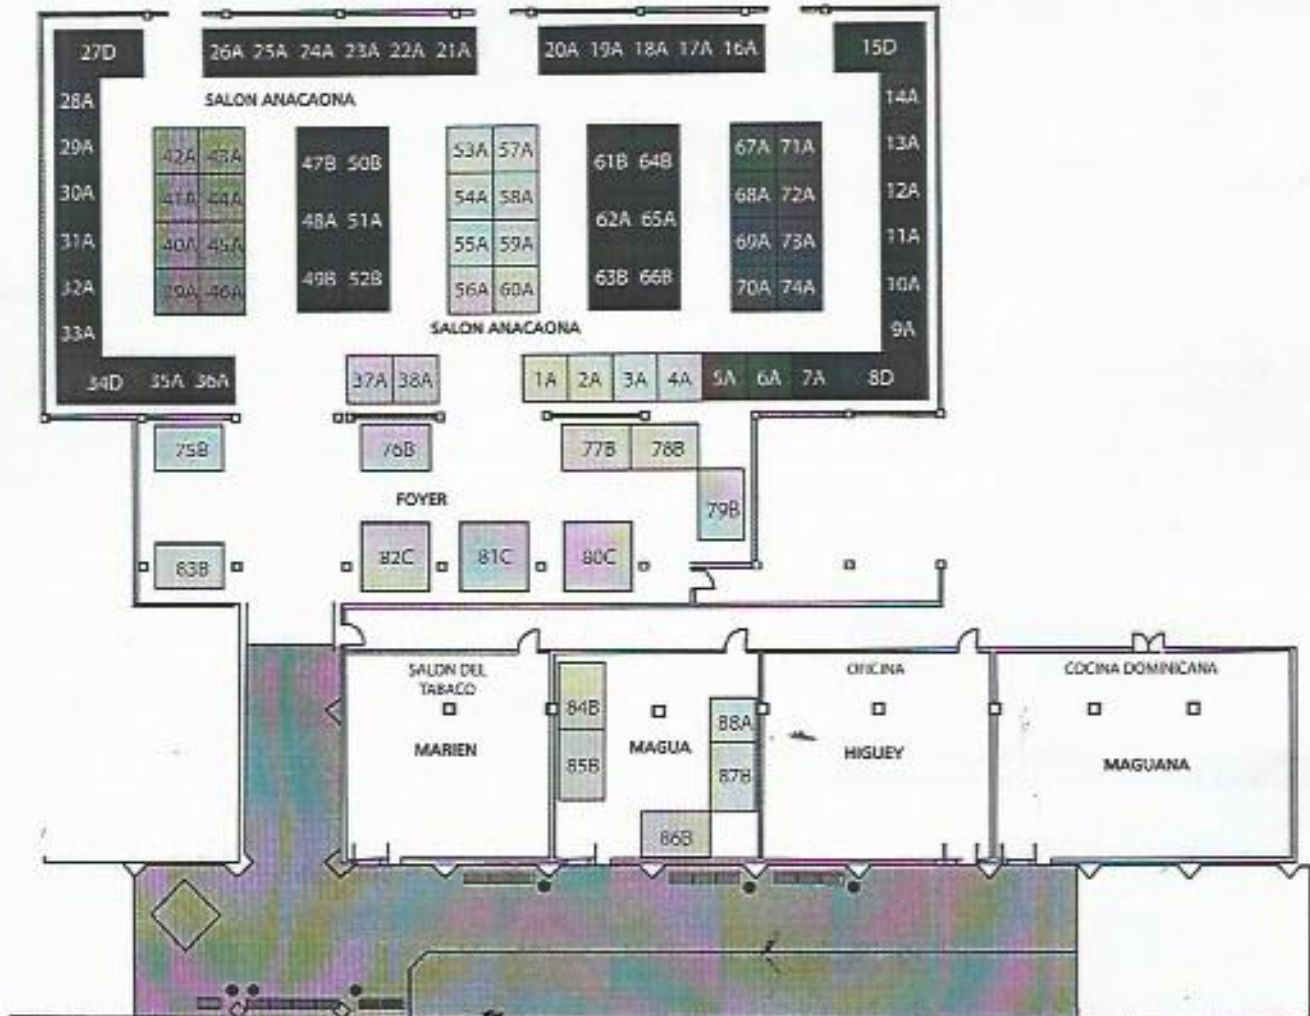 27D 26A 25A 24A 23A 22A 21A 20A 19A 18A 17A 16A 15D
28A SALON ANACAONA 14A
29A 42A 43A 47B 50B 53A 57A 61B 64B 67A 71A 13A
30A 41A 44A 54A 58A 68A 72A 12A
48A 51A 62A 65A
31A 40A 45A 55A 59A 69A 73A 11A
32A 39A 46A 49B 52B 56A 60A 63B 66B 70A 74A 10A
33A SALON ANACAONA 9A
34D 35A 36A 37A 38A 1A 2A 3A 4A 5A 6A 7A 8D
75B 76B 77B 78B
FOYER 79B
83B 82C 81C 80C
SALON DEL
TABACO
MARIEN
84B
85B
MAGUA
88A
87B
86B
OFICINA
HIGUEY
COCINA DOMINICANA
MAGUANA